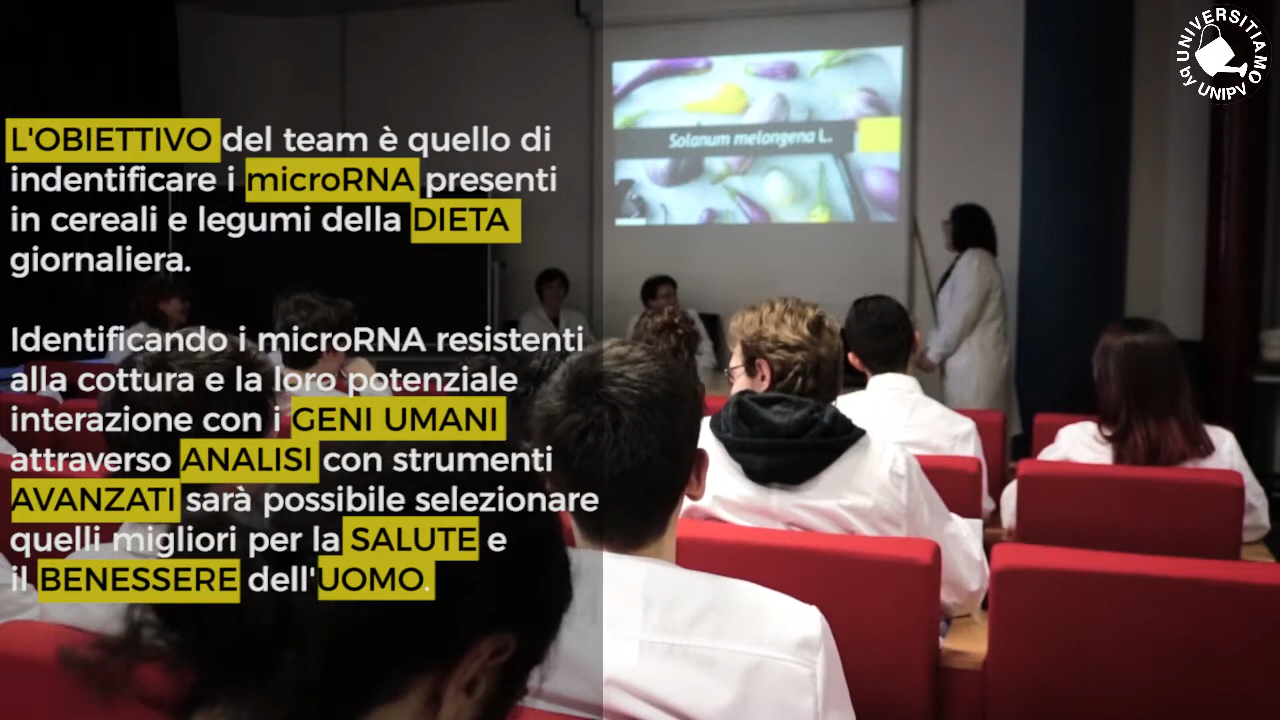 L'OBIETTIVO del team è quello di
indentificare i microRNA presenti
in cereali e legumi della DIETA
giornaliera.
Identificando i microRNA resistenti
alla cottura e la loro potenziale
interazione con i GENI UMANI
attraverso ANALISI con strumenti
AVANZATI sarà possibile selezionare
quelli migliori per la SALUTE e
il BENESSERE dell'UOMO.
Solanum melongena L.
UNIVERSITIAMO
by UNIPV